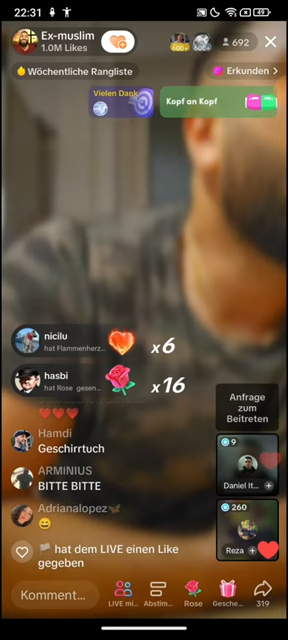 22:31
49
Ex-muslim
1.0M Likes
600+
600+
692
Wöchentliche Rangliste
Erkunden >
Vielen Dank
Kopf an Kopf
nicilu
hat Flammenherz...
x6
hasbi
hat Rose gesen...
x16
Anfrage
zum
Beitreten
Hamdi
Geschirrtuch
9
Daniel It...
ARMINIUS
BITTE BITTE
Adrianalopez
260
Reza
hat dem LIVE einen Like
gegeben
Komment...
LIVE mi...
Abstim...
Rose
Gesche...
319